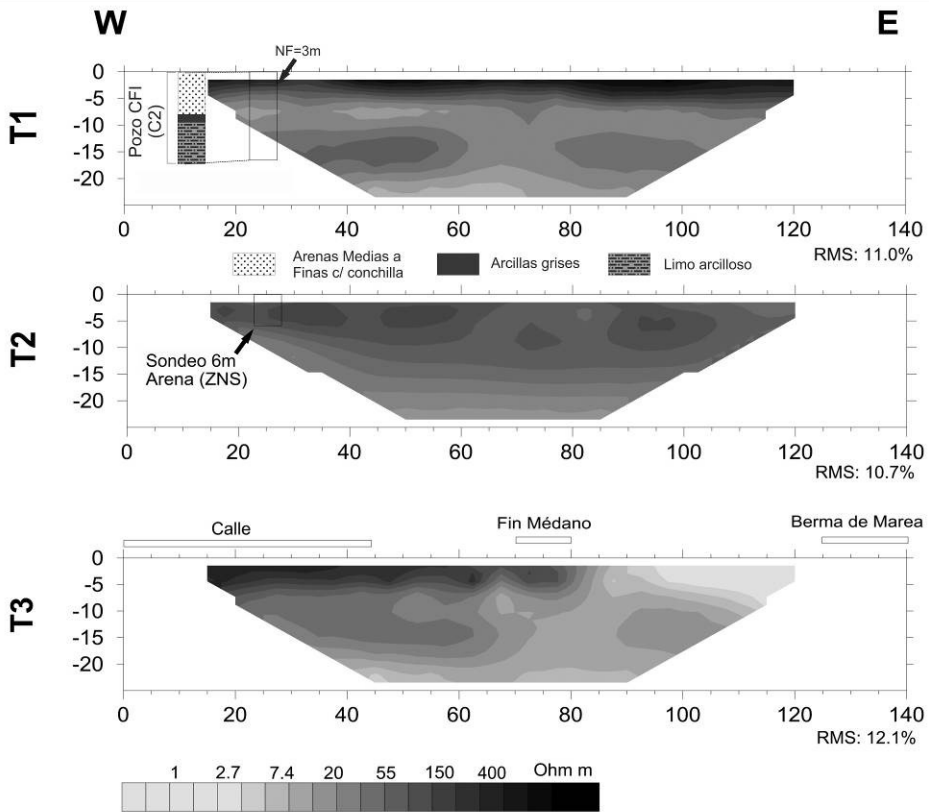 W
E
NF=3m
T1
Pozo CFI
(C2)
0
-5
-10
-15
-20
0 20 40 60 80 100 120 140
RMS: 11.0%
Arenas Medias a
Finas c/ conchilla
Arcillas grises
Limo arcilloso
T2
0
-5
-10
-15
-20
Sondeo 6m
Arena (ZNS)
0 20 40 60 80 100 120 140
RMS: 10.7%
Calle
Fin Médano
Berma de Marea
T3
0
-5
-10
-15
-20
0 20 40 60 80 100 120 140
RMS: 12.1%
1 2.7 7.4 20 55 150 400 Ohm m